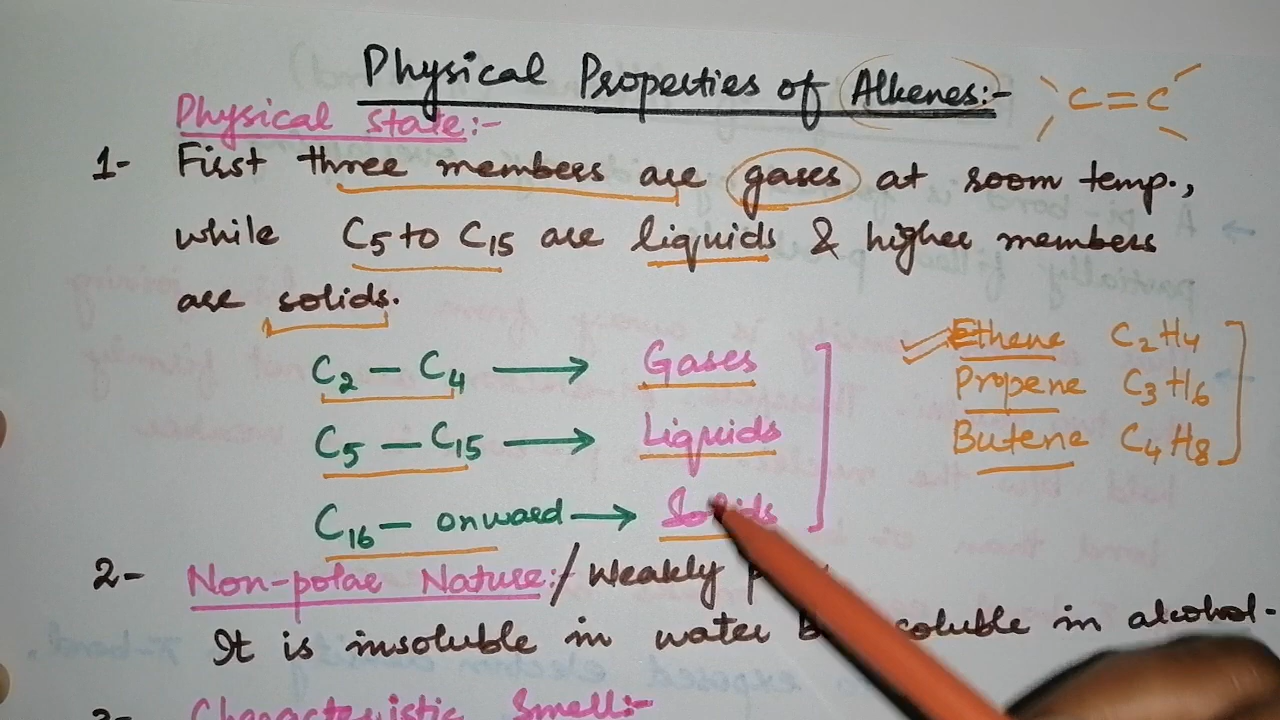 Physical Properties of Alkenes:-
C=C
Physical state:-
1- First three members are gases at room temp.,
while C5 to C15 are liquids & higher members
are solids.
C2 - C4 → Gases
C5 - C15 → Liquids
C16 - onward → Solids
Ethene C2H4
Propene C3H6
Butene C4H8
2- Non-polar Nature:/ Weakly
It is insoluble in water soluble in alcohol.
3- Characteristic Smell:-